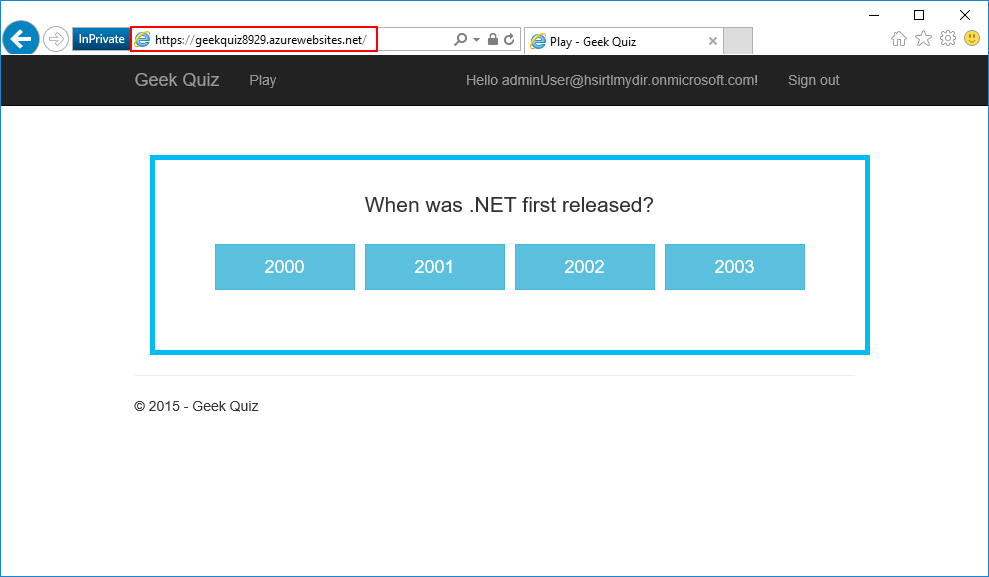 InPrivate https://geekquiz8929.azurewebsites.net/ Play - Geek Quiz
Geek Quiz Play Hello adminUser@hsirtlmydir.onmicrosoft.com! Sign out
When was .NET first released?
2000 2001 2002 2003
© 2015 - Geek Quiz